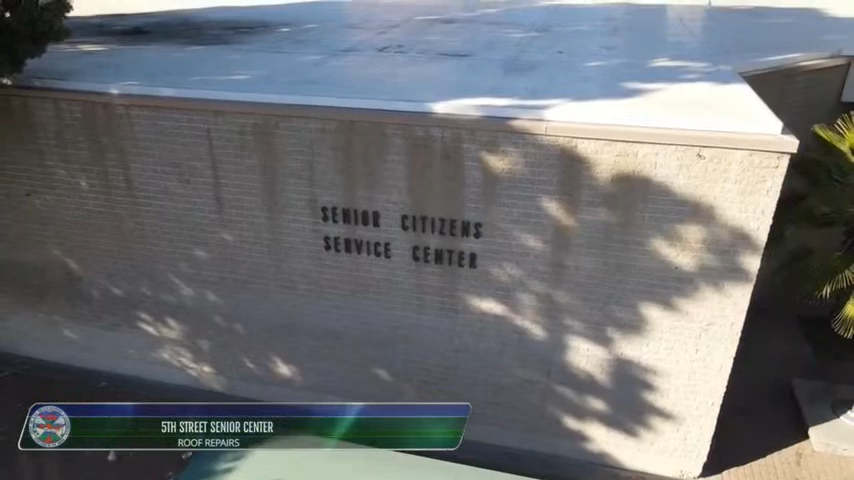 SENIOR CITIZENS
SERVICE CENTER
5TH STREET SENIOR CENTER
ROOF REPAIRS